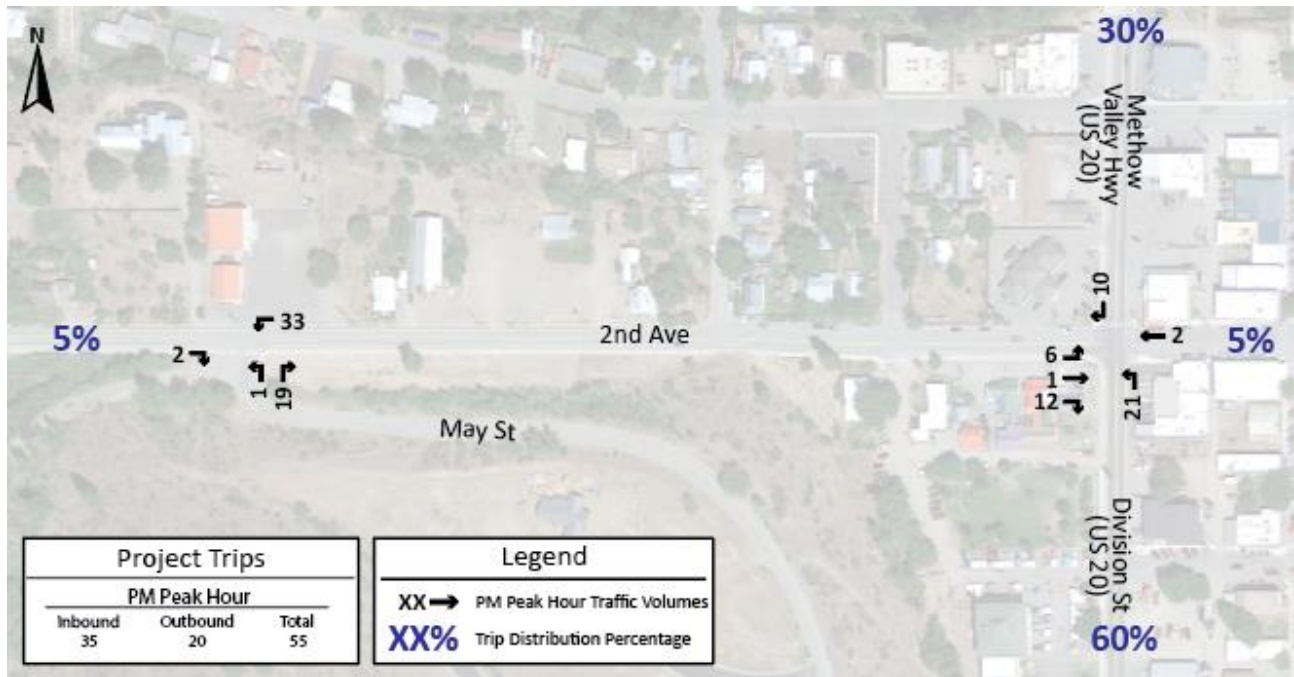 30%
N
Methow
Valley Hwy
(US 20)
10
33
2nd Ave
5%
2
5%
2
6
1
12
1
19
21
May St
Division St
(US 20)
60%
Project Trips
PM Peak Hour
Inbound Outbound Total
35 20 55
Legend
XX PM Peak Hour Traffic Volumes
XX% Trip Distribution Percentage